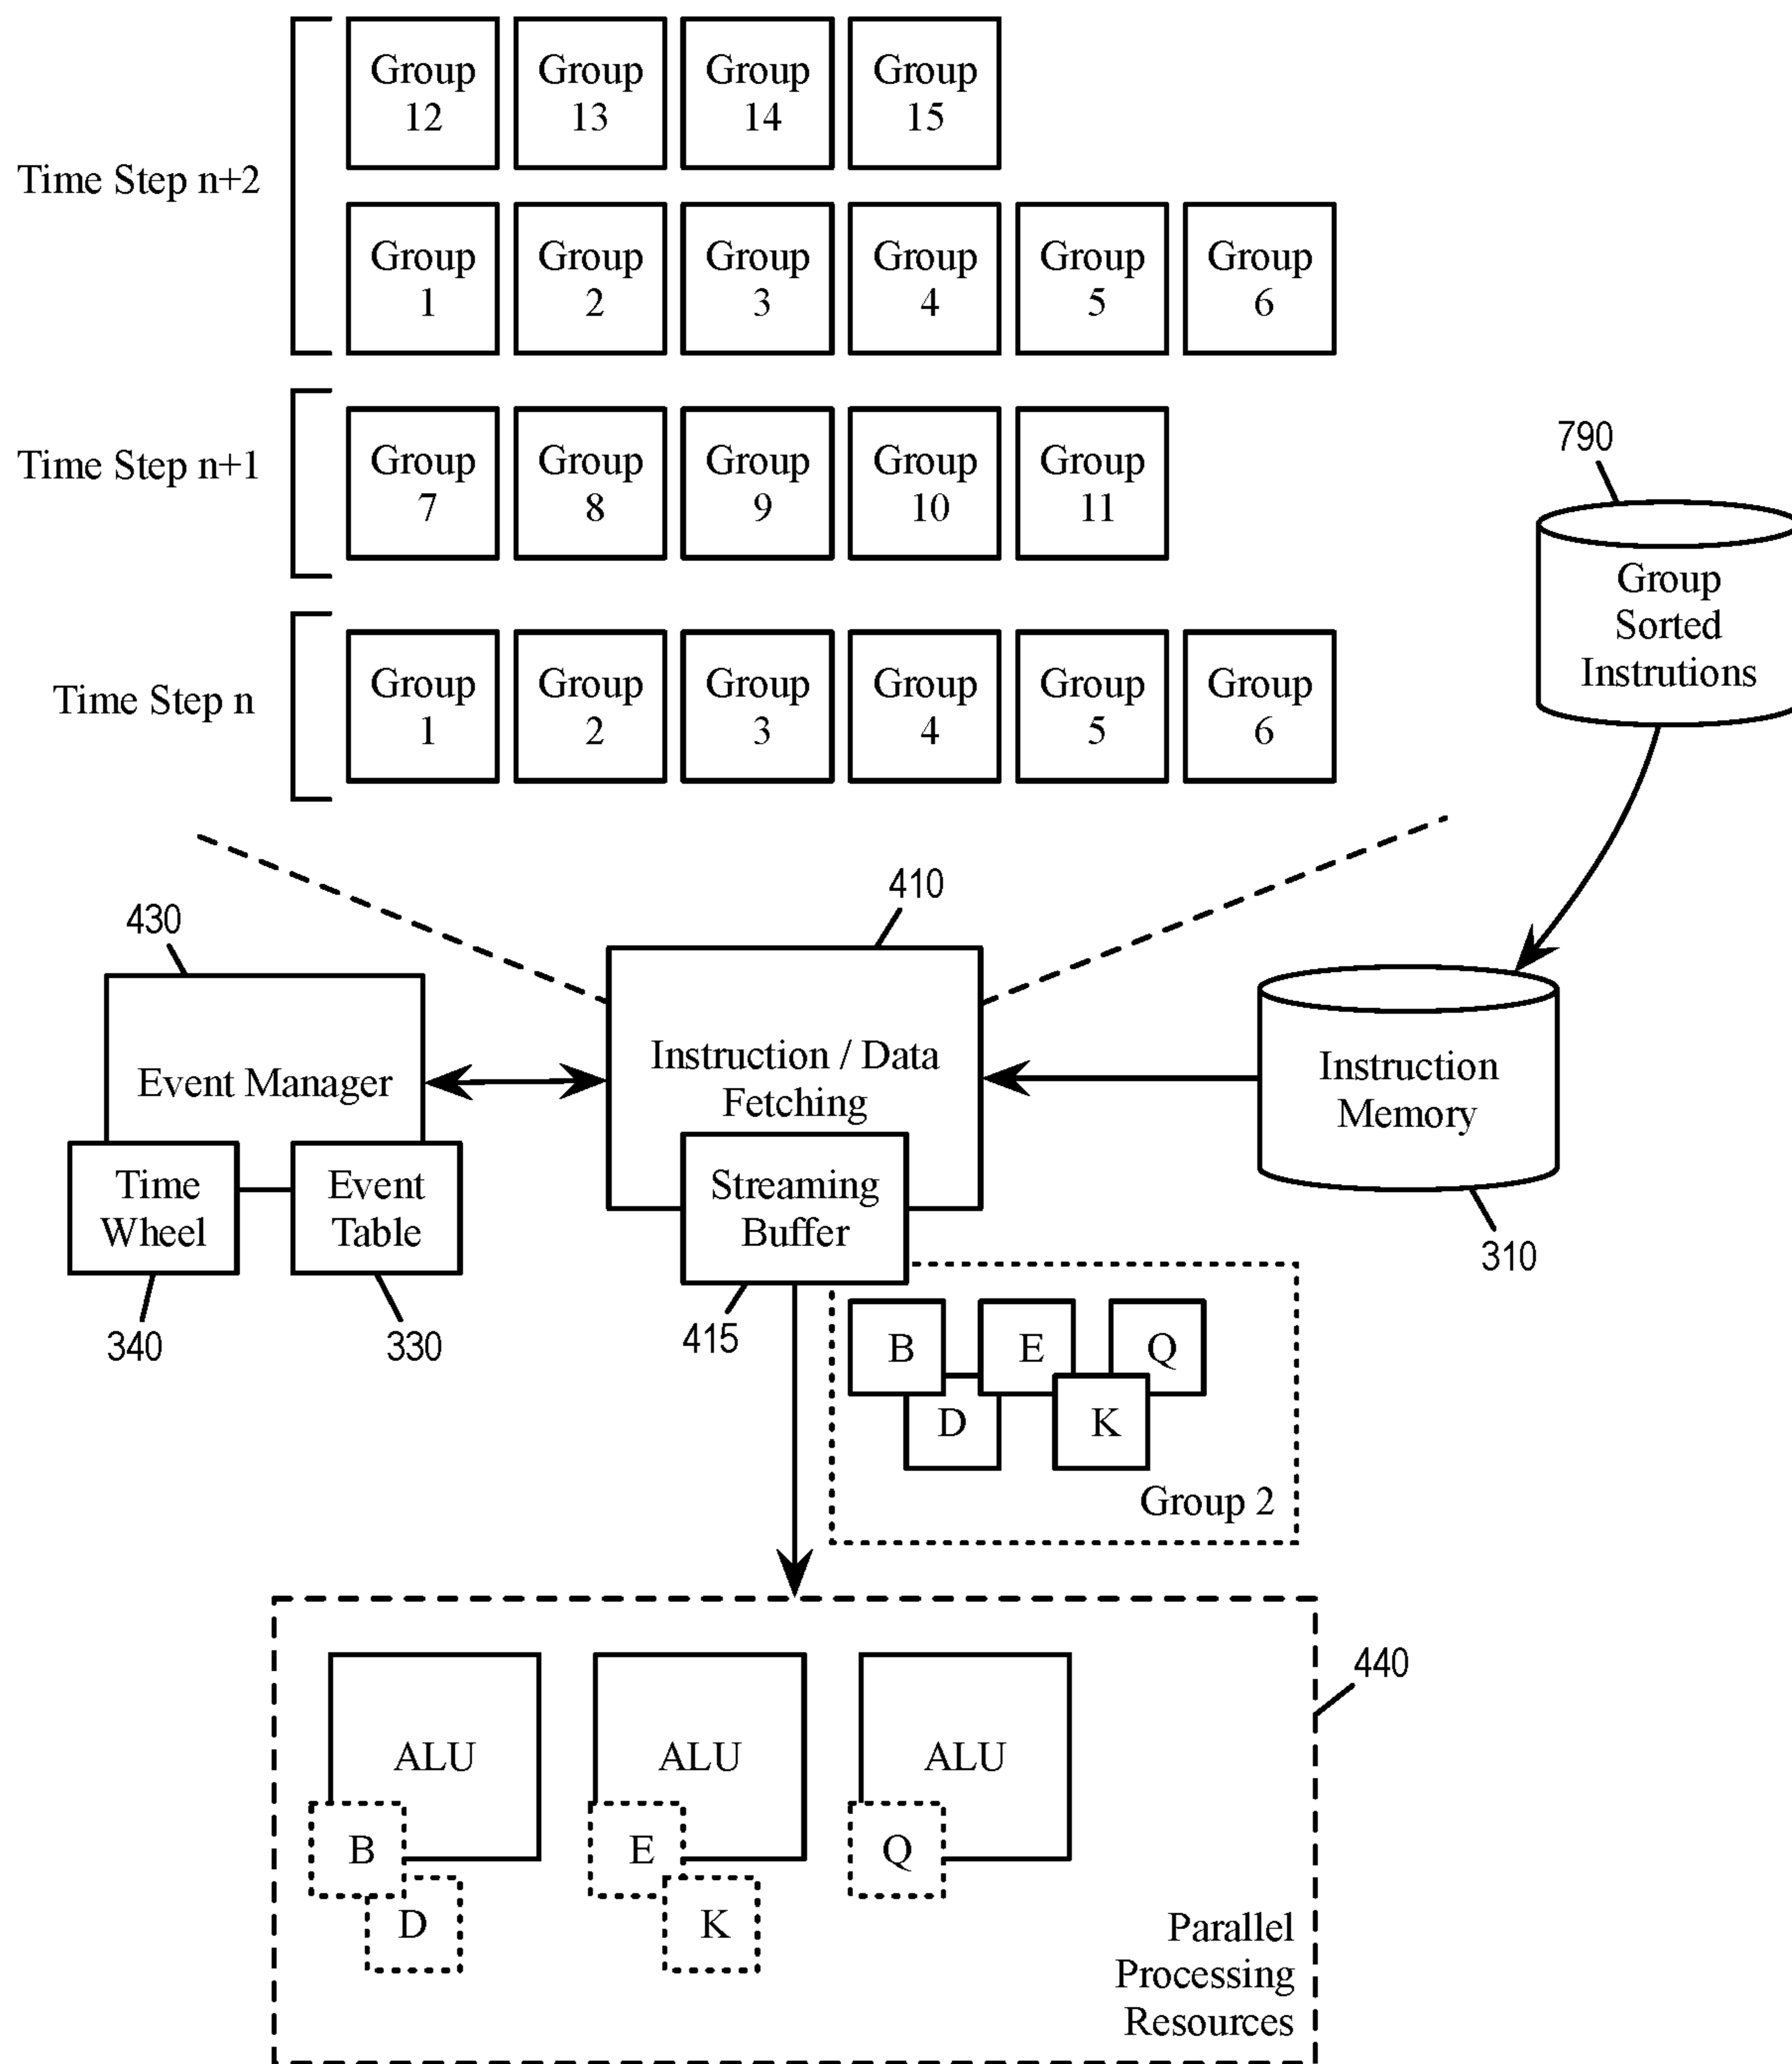 Group 12
Group 13
Group 14
Group 15
Time Step n+2
Group 1
Group 2
Group 3
Group 4
Group 5
Group 6
Time Step n+1
Group 7
Group 8
Group 9
Group 10
Group 11
790
Group
Sorted
Instrutions
Time Step n
Group 1
Group 2
Group 3
Group 4
Group 5
Group 6
410
430
Event Manager
Instruction / Data
Fetching
Instruction
Memory
Time
Wheel
Event
Table
Streaming
Buffer
310
340
330
415
B
E
Q
D
K
Group 2
440
ALU
ALU
ALU
B
E
Q
D
K
Parallel
Processing
Resources